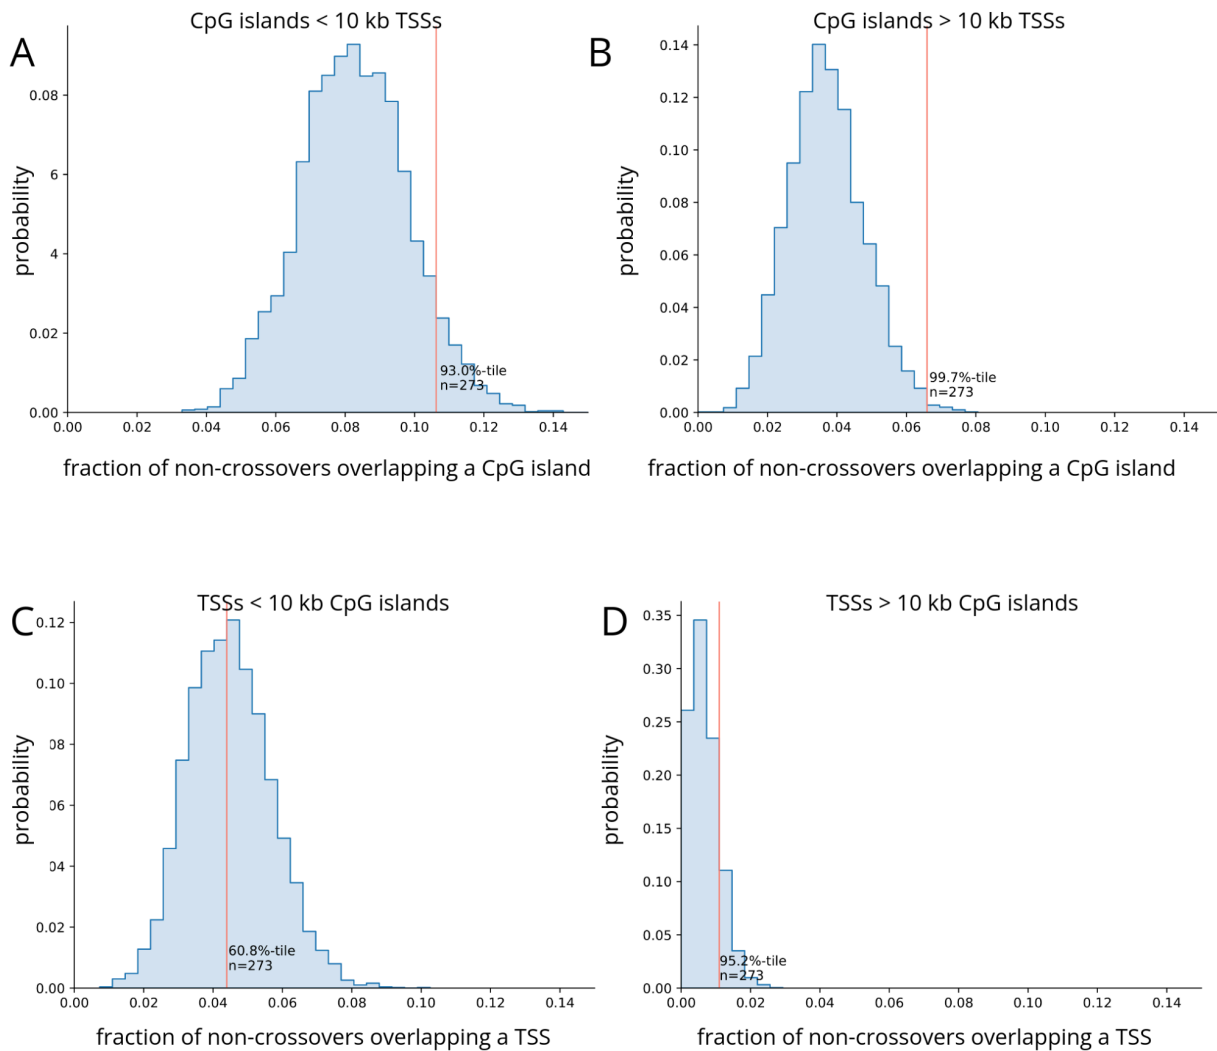 CpG islands < 10 kb TSSs
A
probability
0.08
6
4
0.02
0.00
93.0%-tile
n=273
0.00 0.02 0.04 0.06 0.08 0.10 0.12 0.14
fraction of non-crossovers overlapping a CpG island
CpG islands > 10 kb TSSs
B
probability
0.14
0.12
0.10
0.08
0.06
0.04
0.02
0.00
99.7%-tile
n=273
0.00 0.02 0.04 0.06 0.08 0.10 0.12 0.14
fraction of non-crossovers overlapping a CpG island
TSSs < 10 kb CpG islands
C
probability
0.12
0.10
08
06
04
0.02
0.00
60.8%-tile
n=273
0.00 0.02 0.04 0.06 0.08 0.10 0.12 0.14
fraction of non-crossovers overlapping a TSS
TSSs > 10 kb CpG islands
D
probability
0.35
0.30
0.25
0.20
0.15
0.10
0.05
0.00
95.2%-tile
n=273
0.00 0.02 0.04 0.06 0.08 0.10 0.12 0.14
fraction of non-crossovers overlapping a TSS